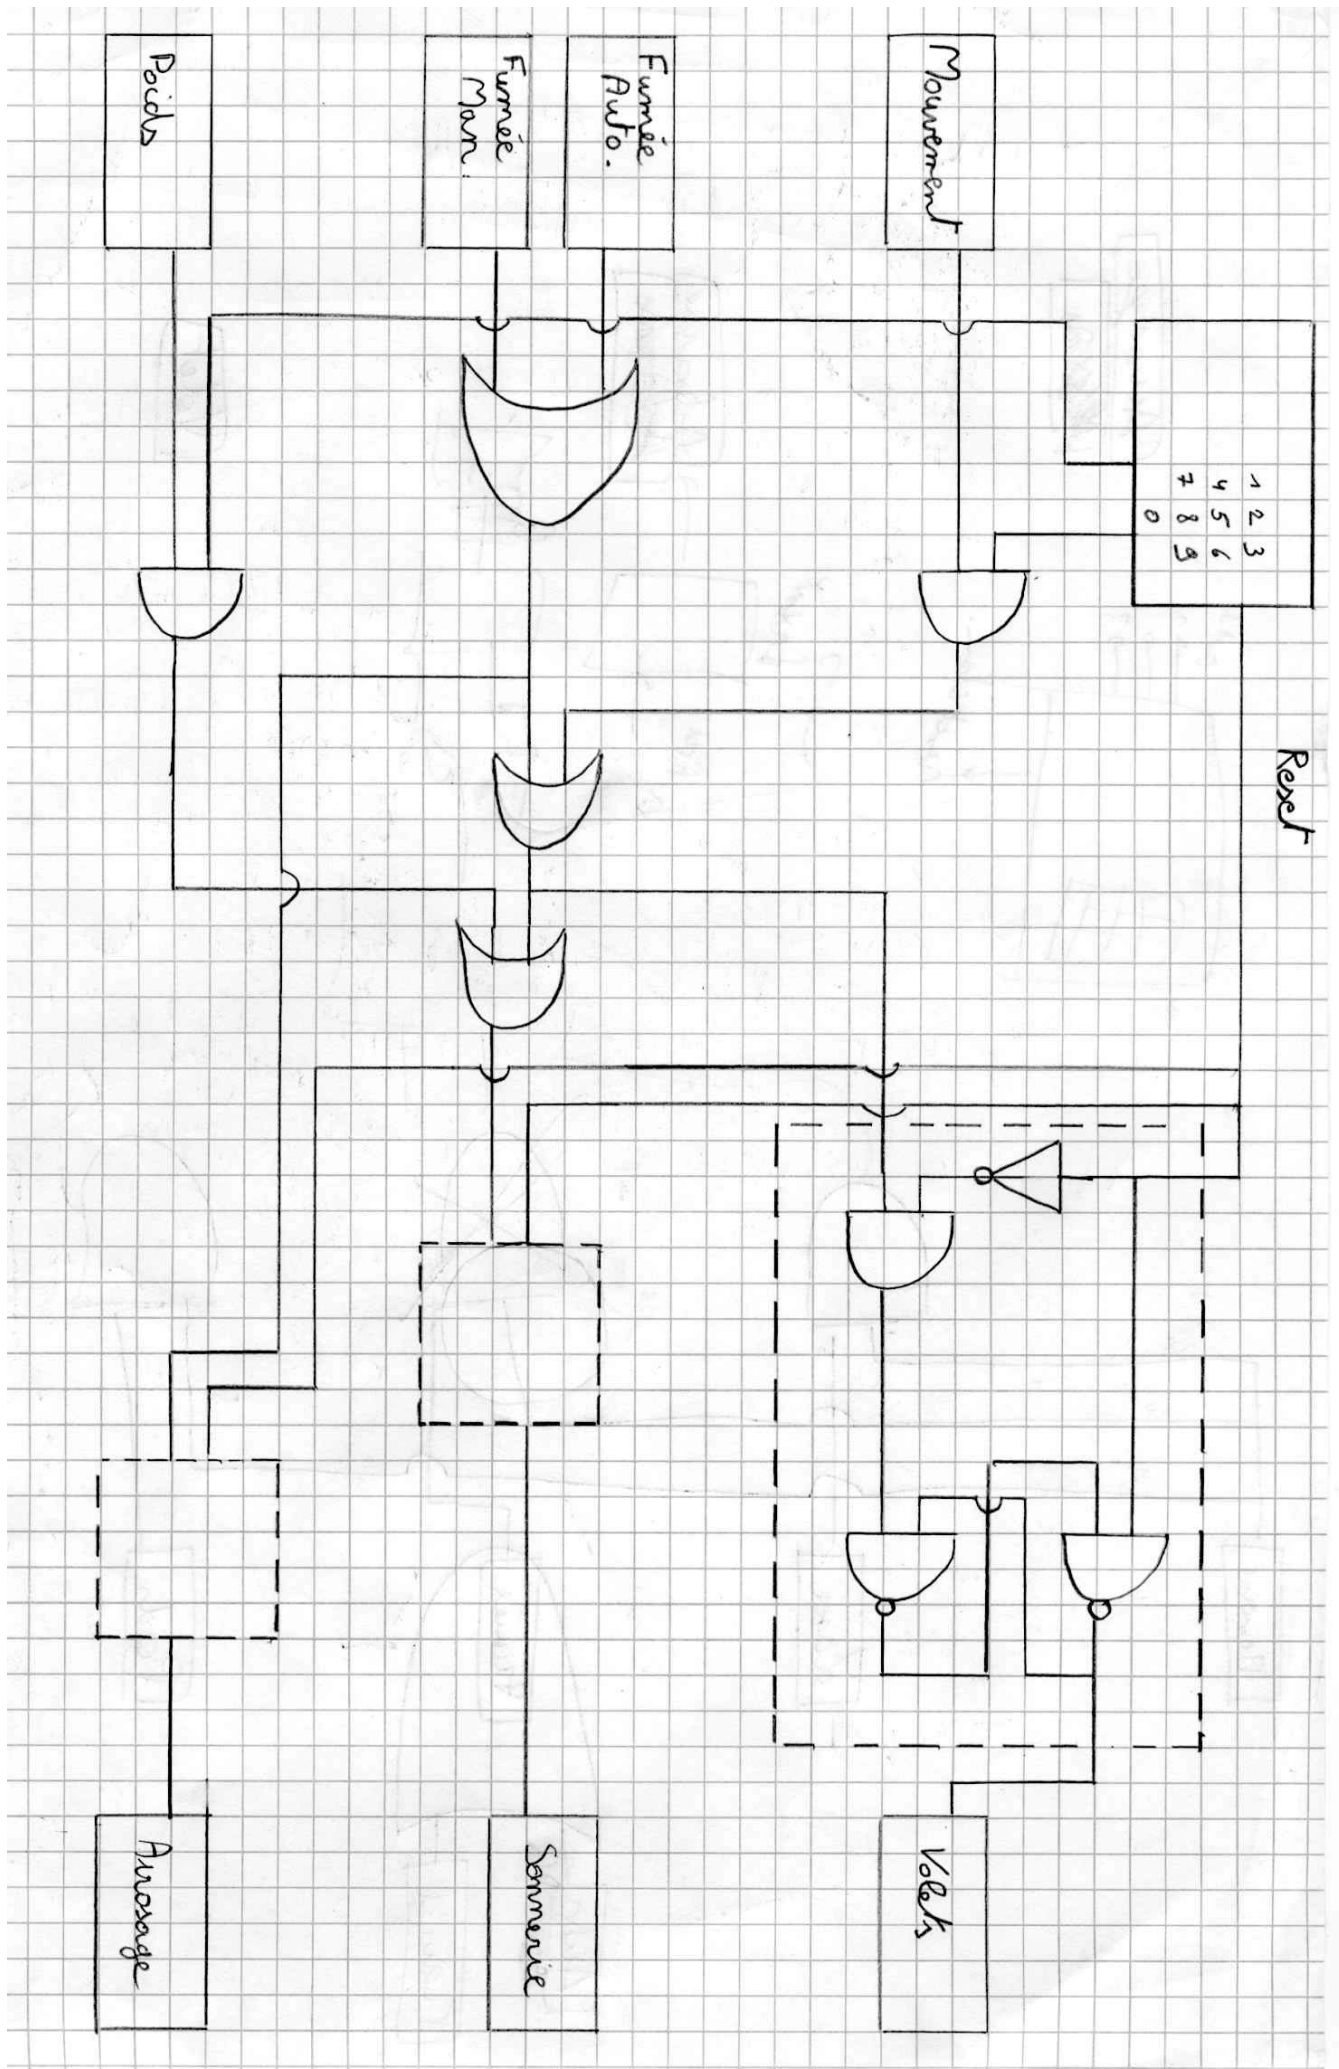 Mouvement
Fumée
Auto.
Fumée
Man.
Poids
1 2 3
4 5 6
7 8 9
0
Reset
Volets
Sonnerie
Arrosage